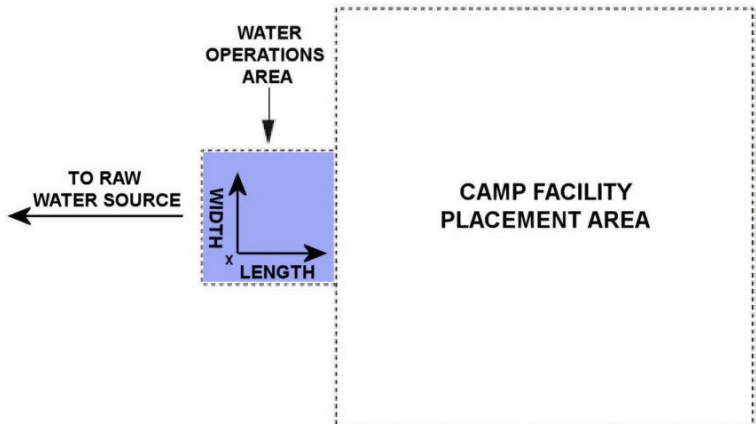 WATER
OPERATIONS
AREA
TO RAW
WATER SOURCE
WIDTH
X
LENGTH
CAMP FACILITY
PLACEMENT AREA